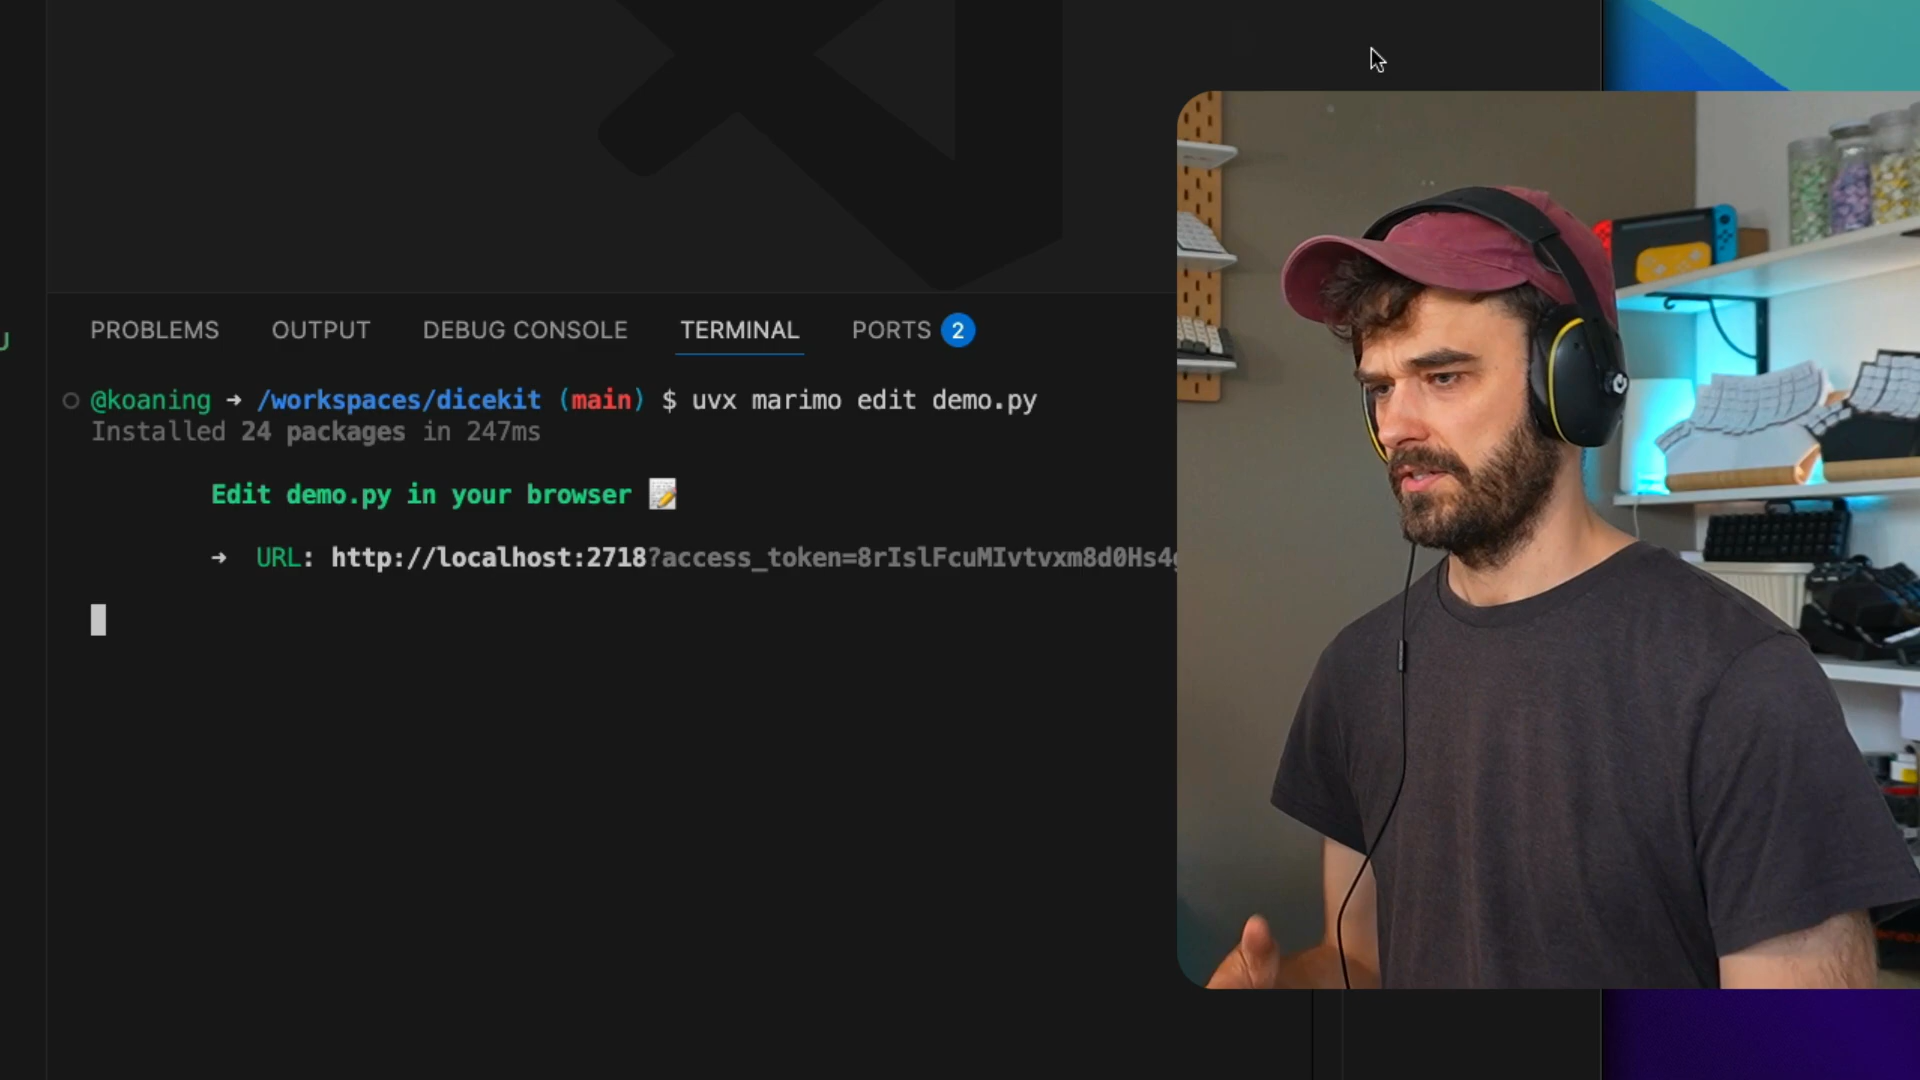 PROBLEMS OUTPUT DEBUG CONSOLE TERMINAL PORTS 2
@koaning → /workspaces/dicekit (main) $ uvx marimo edit demo.py
Installed 24 packages in 247ms
Edit demo.py in your browser 📝
→ URL: http://localhost:2718?access_token=8rIslFcuMIvtvxm8d0Hs4